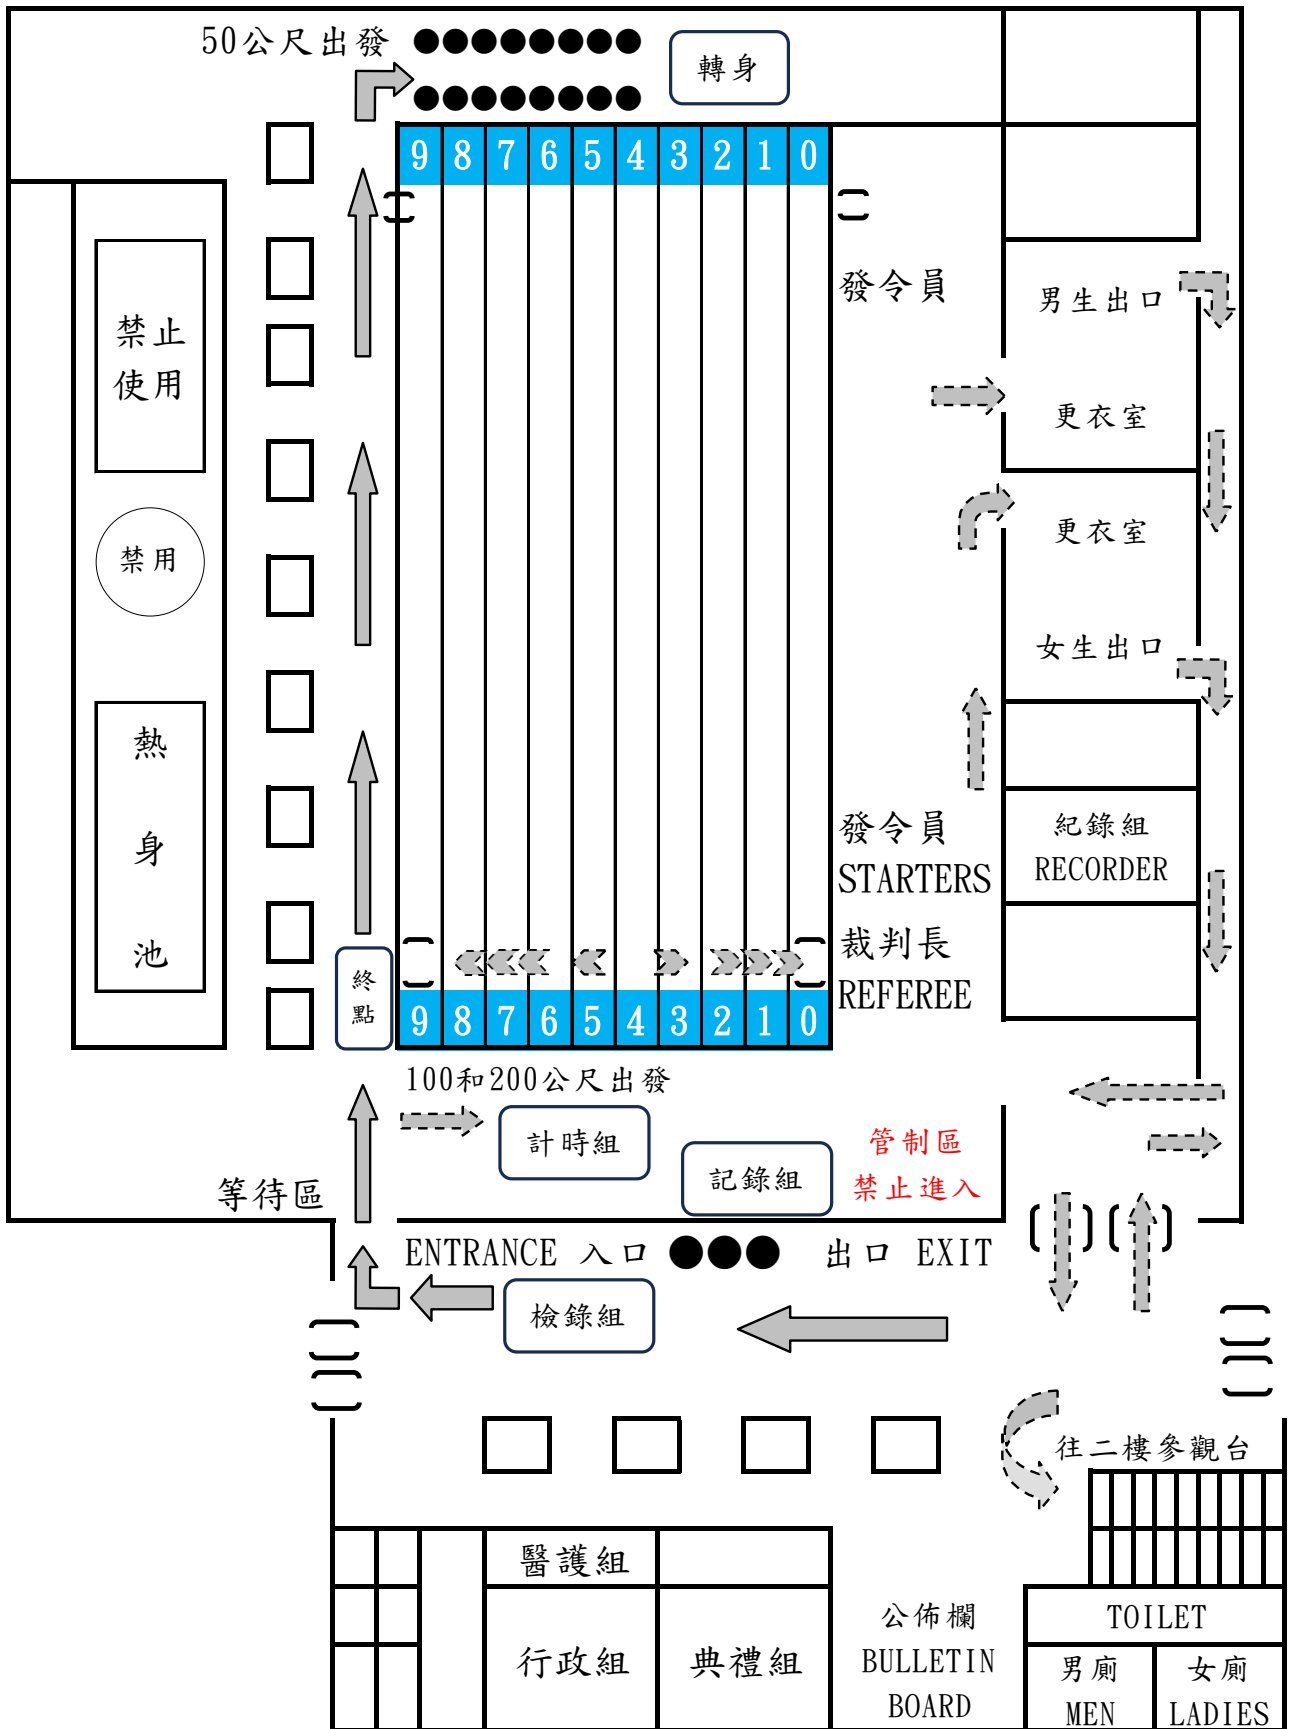 50公尺出發
轉身
9 8 7 6 5 4 3 2 1 0
發令員
男生出口
禁止
使用
更衣室
禁用
更衣室
女生出口
熱
身
池
發令員
STARTERS
紀錄組
RECORDER
裁判長
REFEREE
終
點
9 8 7 6 5 4 3 2 1 0
100和200公尺出發
計時組
記錄組
管制區
禁止進入
等待區
ENTRANCE 入口
出口 EXIT
檢錄組
往二樓參觀台
醫護組
行政組
典禮組
公佈欄
BULLETIN
BOARD
TOILET
男廁
MEN
女廁
LADIES